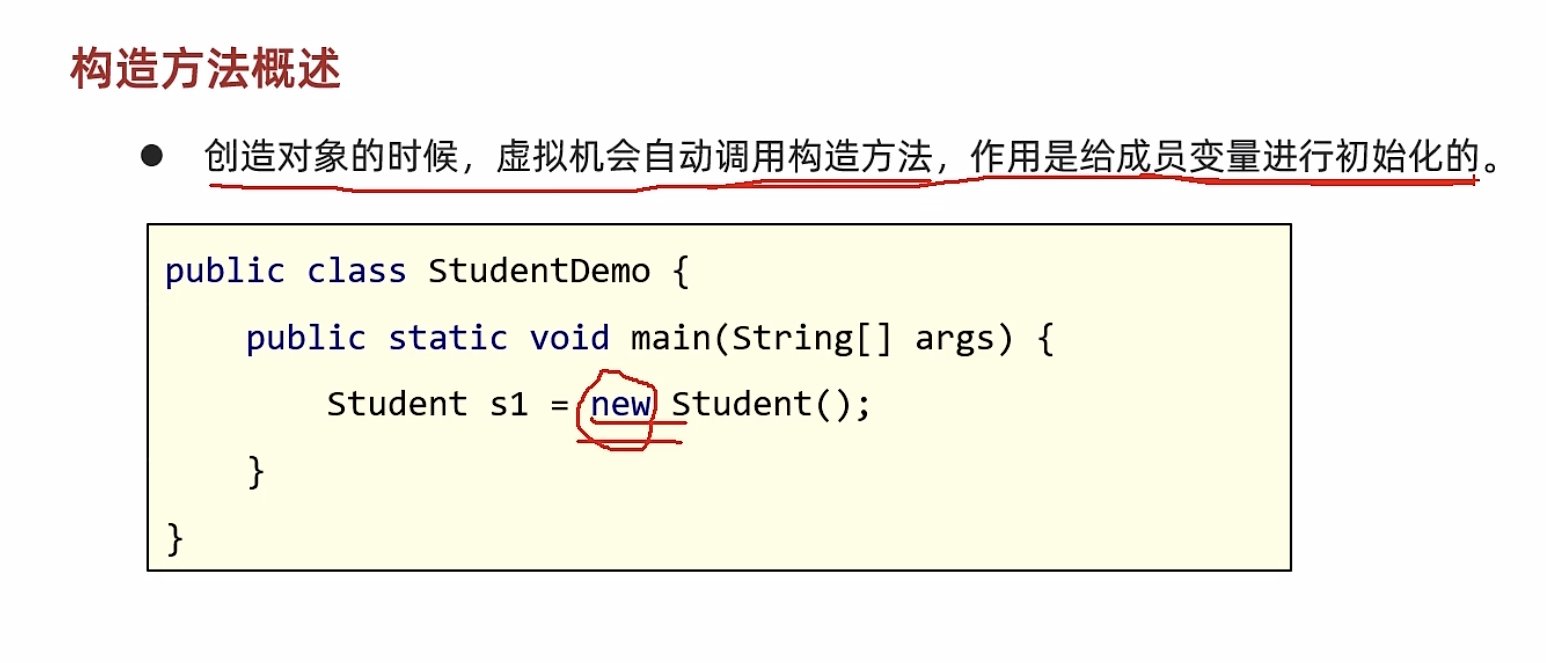 构造方法概述
● 创造对象的时候，虚拟机会自动调用构造方法，作用是给成员变量进行初始化的。
public class StudentDemo {
    public static void main(String[] args) {
        Student s1 = new Student();
    }
}